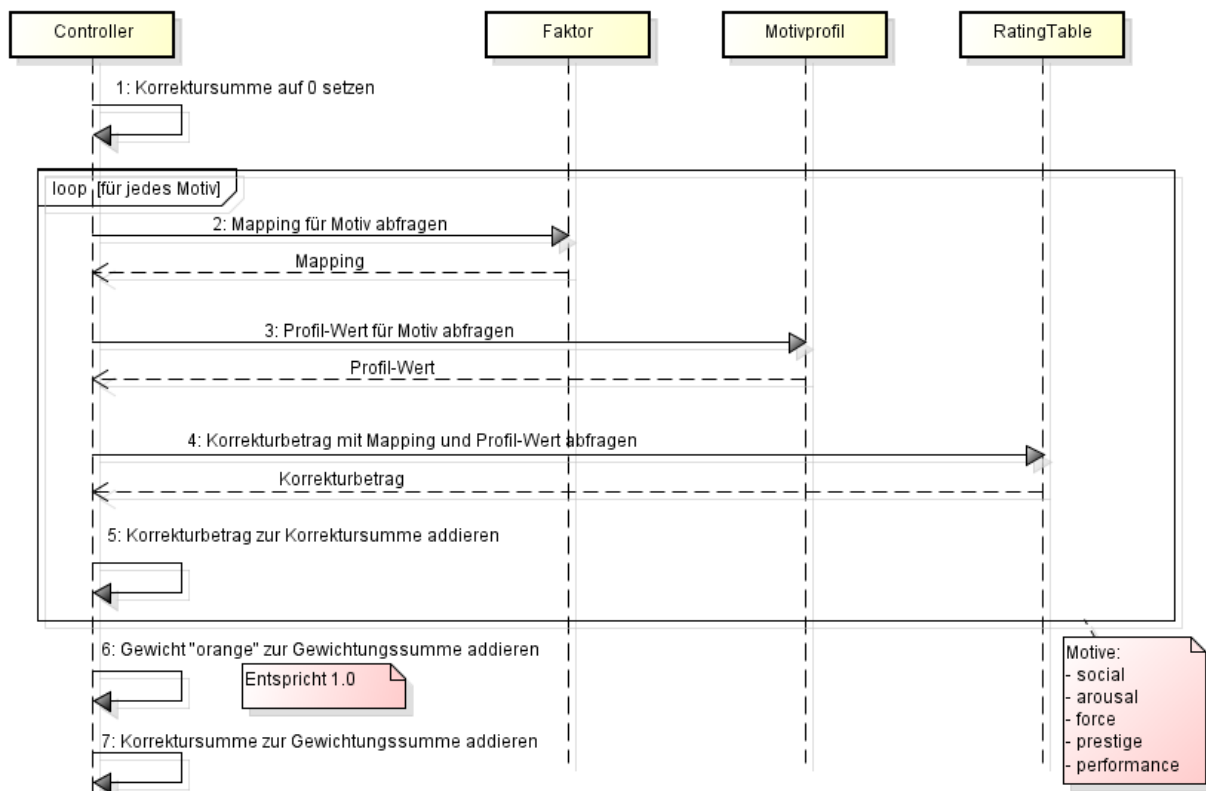 Controller
Faktor
Motivprofil
RatingTable
1: Korrektursumme auf 0 setzen
loop [für jedes Motiv]
2: Mapping für Motiv abfragen
Mapping
3: Profil-Wert für Motiv abfragen
Profil-Wert
4: Korrekturbetrag mit Mapping und Profil-Wert abfragen
Korrekturbetrag
5: Korrekturbetrag zur Korrektursumme addieren
6: Gewicht "orange" zur Gewichtungssumme addieren
Entspricht 1.0
7: Korrektursumme zur Gewichtungssumme addieren
Motive:
- social
- arousal
- force
- prestige
- performance